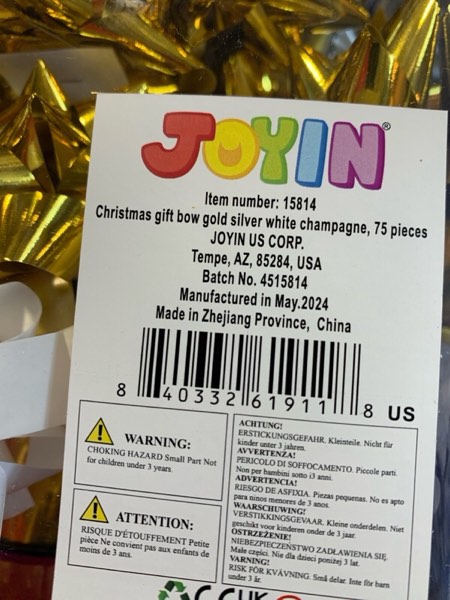 JOYIN®
Item number: 15814
Christmas gift bow gold silver white champagne, 75 pieces
JOYIN US CORP.
Tempe, AZ, 85284, USA
Batch No. 4515814
Manufactured in May.2024
Made in Zhejiang Province, China
8 40332 61911 8 US
WARNING:
CHOKING HAZARD Small Part Not
for children under 3 years.
ATTENTION:
RISQUE D'ÉTOUFFEMENT Petite
pièce Ne convient pas aux enfants de
moins de 3 ans.
ACHTUNG!
ERSTICKUNGSGEFAHR. Kleinteile. Nicht für
kinder unter 3 jahren.
AVVERTENZA!
PERICOLO DI SOFFOCAMENTO. Piccole parti.
Non per bambini sotto i3 anni.
ADVERTENCIA!
RIESGO DE ASFIXIA. Piezas pequenas. No es apto
para ninos menores de 3 anos.
WAARSCHUWING!
VERSTIKKINGSGEVAAR. Kleine onderdelen. Niet
geschikt voor kinderen onder de 3 jaar.
OSTRZEŻENIE!
NIEBEZPIECZEŃSTWO ZADŁAWIENIA SIĘ.
Małe części. Nie dla dzieci poniżej 3 lat.
VARNING!
RISK FÖR KVÄVNING. Små delar. Inte för barn
under 3 år.